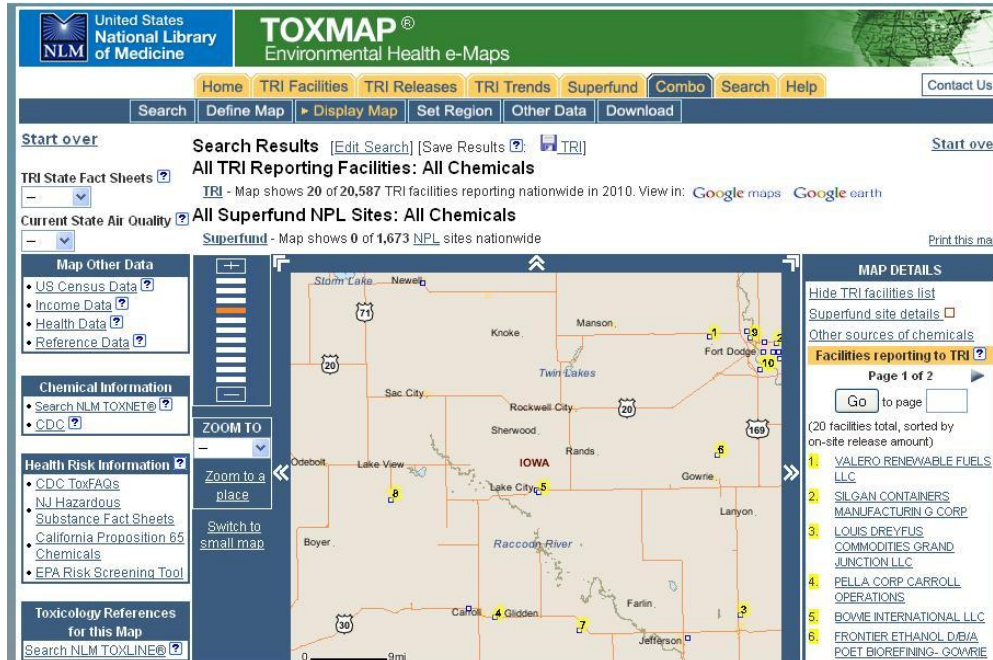 United States
National Library
of Medicine
NLM
TOXMAP®
Environmental Health e-Maps
Home TRI Facilities TRI Releases TRI Trends Superfund Combo Search Help
Contact Us
Search Define Map ► Display Map Set Region Other Data Download
Start over
Search Results [Edit Search] [Save Results ?: TRI]
Start ove
All TRI Reporting Facilities: All Chemicals
TRI - Map shows 20 of 20,587 TRI facilities reporting nationwide in 2010. View in: Google maps Google earth
All Superfund NPL Sites: All Chemicals
Superfund - Map shows 0 of 1,673 NPL sites nationwide
Print this ma
TRI State Fact Sheets ?
–
Current State Air Quality ?
–
Map Other Data
• US Census Data ?
• Income Data ?
• Health Data ?
• Reference Data ?
Chemical Information
• Search NLM TOXNET® ?
• CDC ?
Health Risk Information ?
• CDC ToxFAQs
• NJ Hazardous
Substance Fact Sheets
• California Proposition 65
Chemicals
• EPA Risk Screening Tool
Toxicology References
for this Map
Search NLM TOXLINE® ?
ZOOM TO
–
Zoom to a
place
Switch to
small map
Storm Lake Newell
71
Knoke Manson
1 9 2
Fort Dodge
10
20
Twin Lakes
Sac City
Rockwell City 20
Sherwood
169
Odebolt Lake View IOWA Rands
6
Gowrie
8
Lake City 5
Lanyon
Boyer Raccoon River
Farlin
Carroll 4 Glidden 3
30
7
Jefferson
0 9mi
MAP DETAILS
Hide TRI facilities list
Superfund site details
Other sources of chemicals
Facilities reporting to TRI ?
Page 1 of 2
Go to page
(20 facilities total, sorted by
on-site release amount)
1. VALERO RENEWABLE FUELS
LLC
2. SILGAN CONTAINERS
MANUFACTURIN G CORP
3. LOUIS DREYFUS
COMMODITIES GRAND
JUNCTION LLC
4. PELLA CORP CARROLL
OPERATIONS
5. BOWIE INTERNATIONAL LLC
6. FRONTIER ETHANOL D/B/A
POET BIOREFINING- GOWRIE